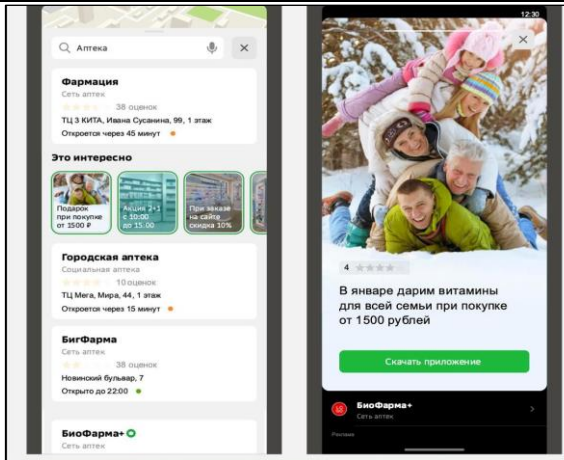 Аптека
Фармация
Сеть аптек
38 оценок
ТЦ 3 КИТА, Ивана Сусанина, 99, 1 этаж
Откроется через 45 минут
Это интересно
Подарок
при покупке
от 1500 ₽
Акция 2+1
с 10:00
до 15:00
При заказе
на сайте
скидка 10%
Городская аптека
Социальная аптека
10 оценок
ТЦ Мега, Мира, 44, 1 этаж
Откроется через 15 минут
БигФарма
Сеть аптек
38 оценок
Новинский бульвар, 7
Открыто до 22:00
БиоФарма+
Сеть аптек
12:30
4
В январе дарим витамины
для всей семьи при покупке
от 1500 рублей
Скачать приложение
БиоФарма+
Сеть аптек
Реклама